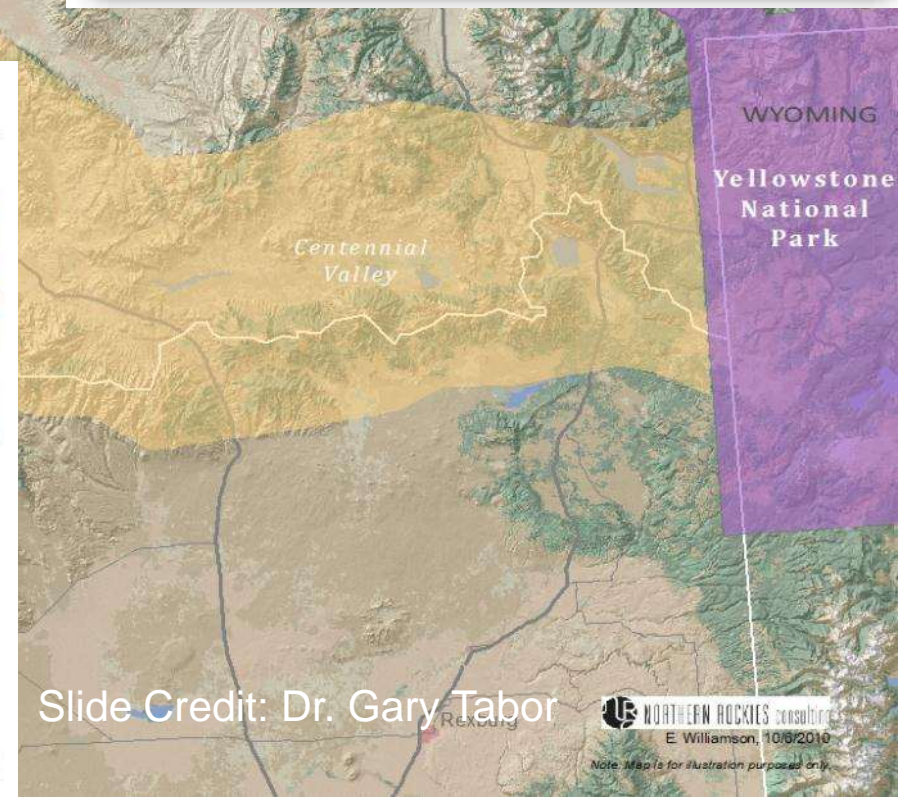 WYOMING
Yellowstone
National
Park
Centennial
Valley
Slide Credit: Dr. Gary Tabor
Rexburg
NORTHERN ROCKIES consulting
E. Williamson, 10/6/2010
Note: Map is for illustration purposes only.